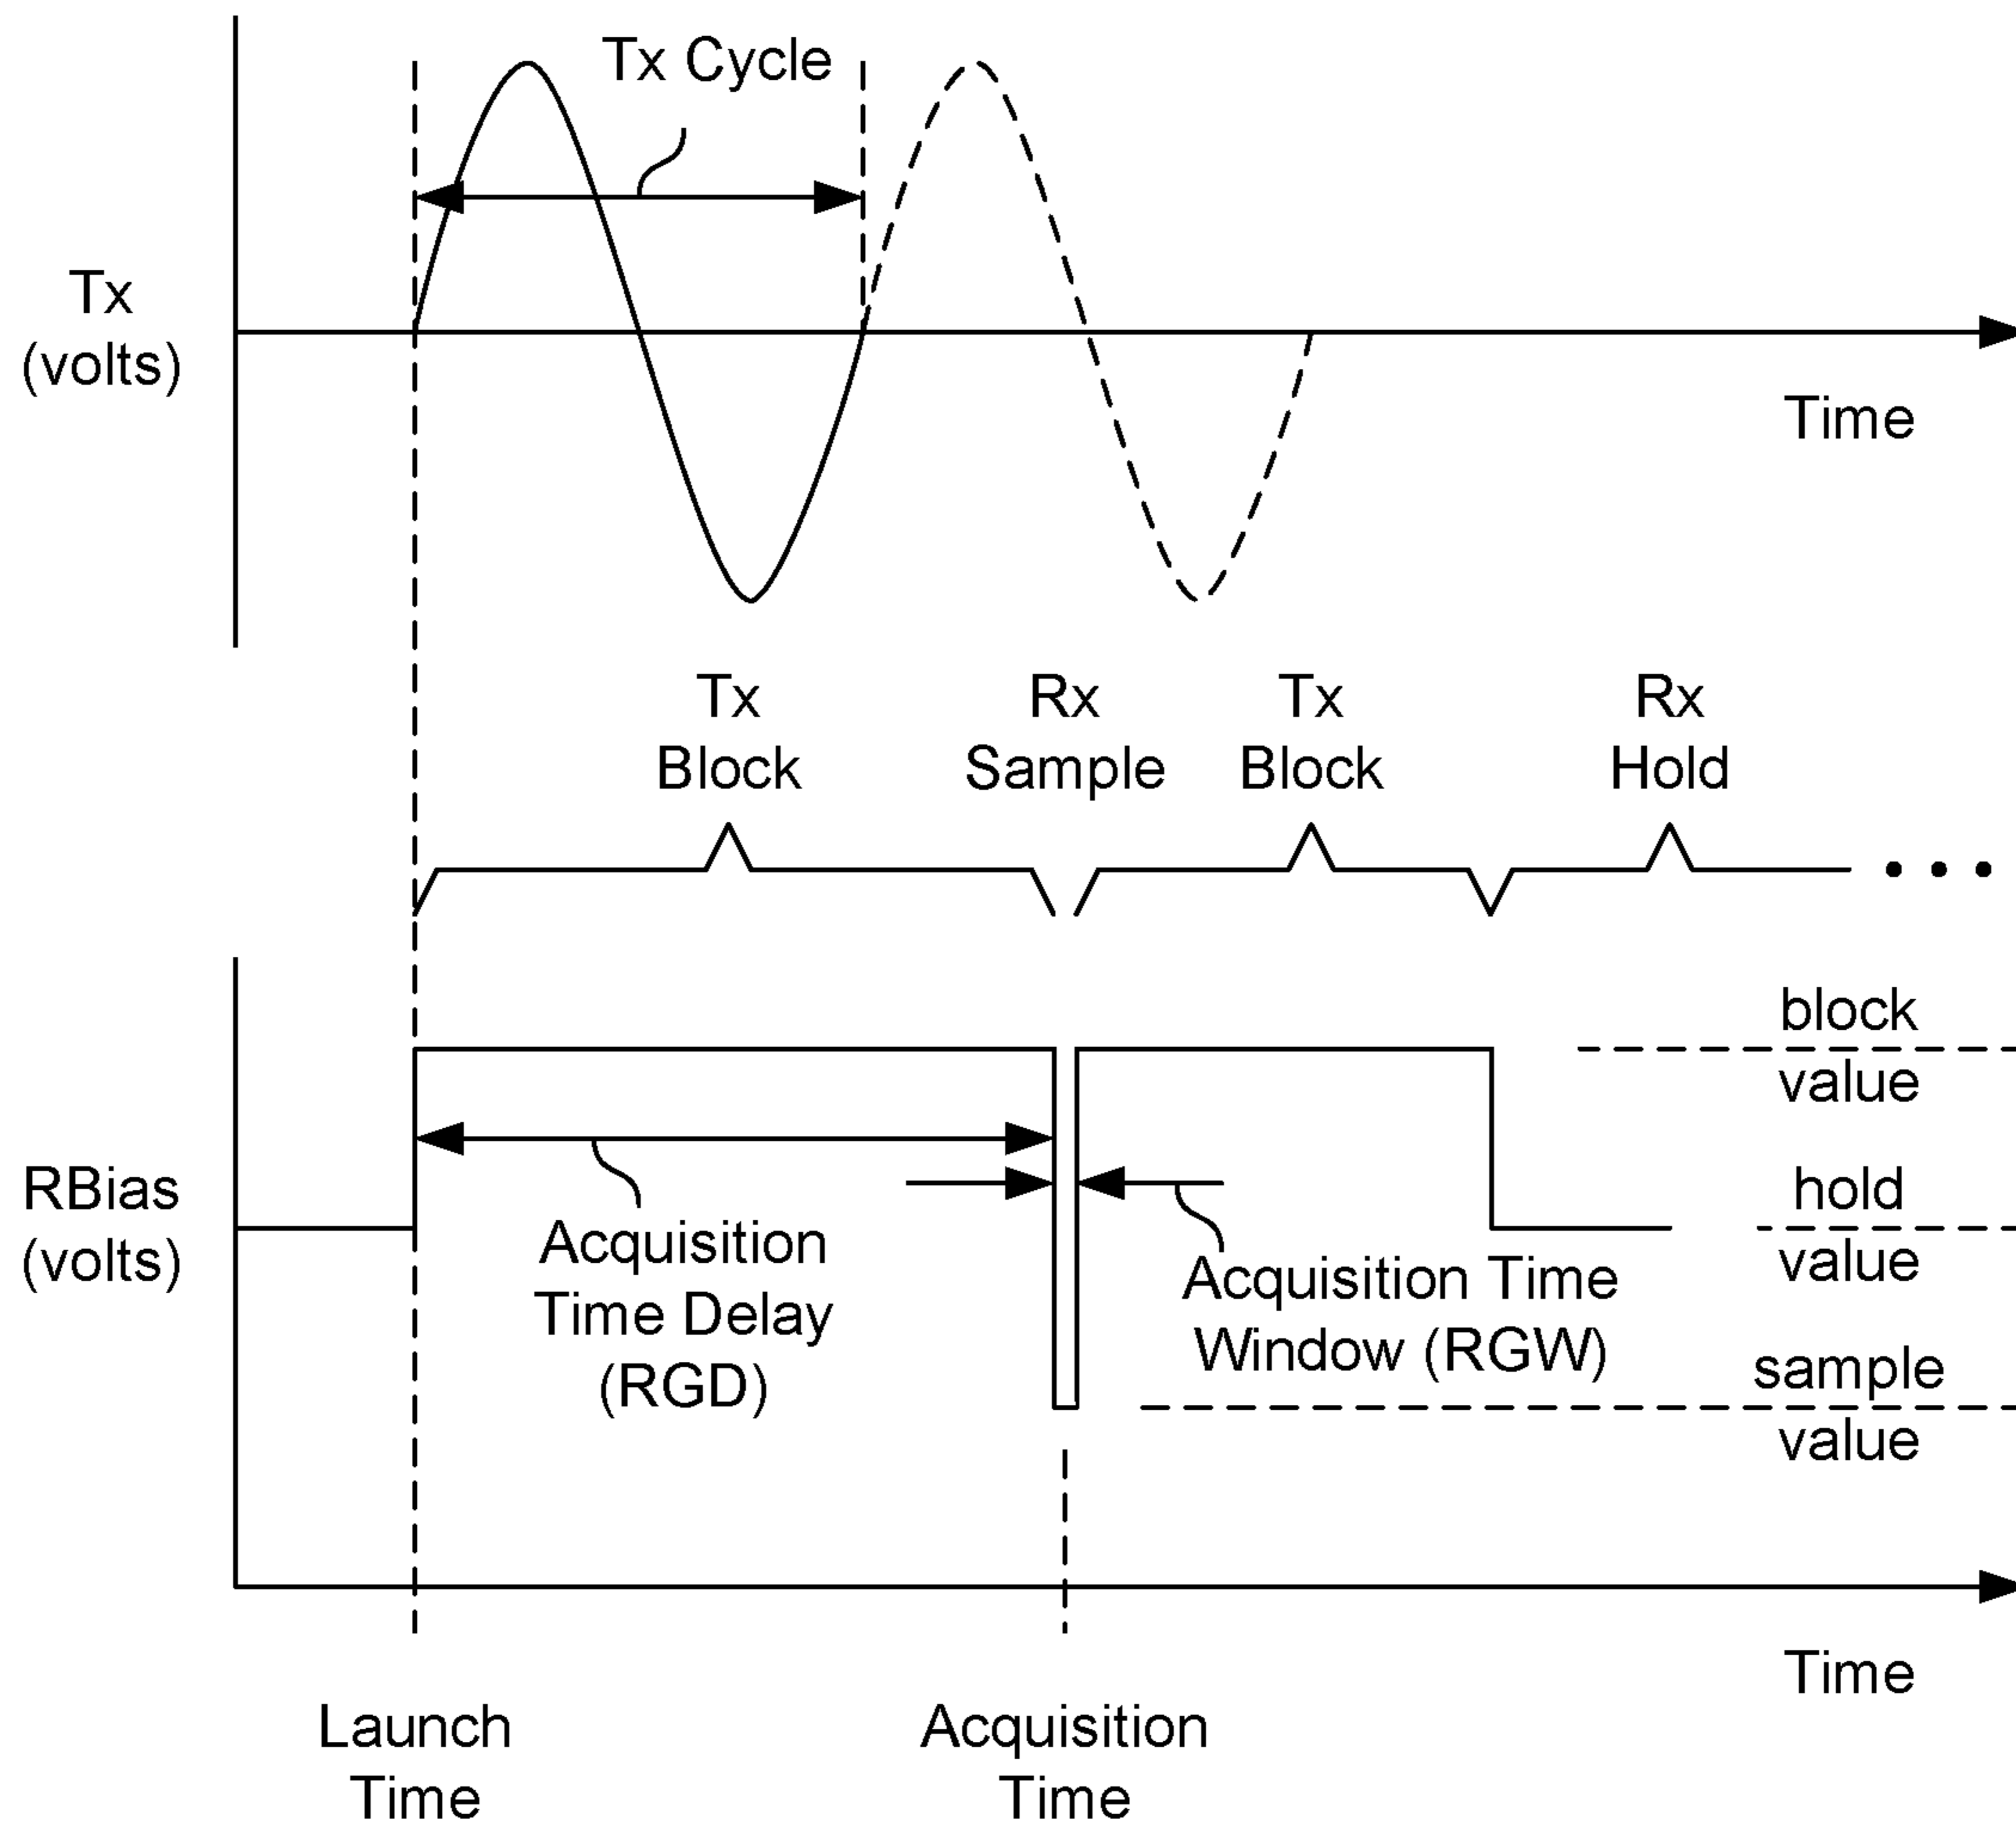 Tx Cycle
Tx
(volts)
Time
Tx
Block
Rx
Sample
Tx
Block
Rx
Hold
block
value
RBias
(volts)
hold
value
Acquisition
Time Delay
(RGD)
Acquisition Time
Window (RGW)
sample
value
Time
Launch
Time
Acquisition
Time